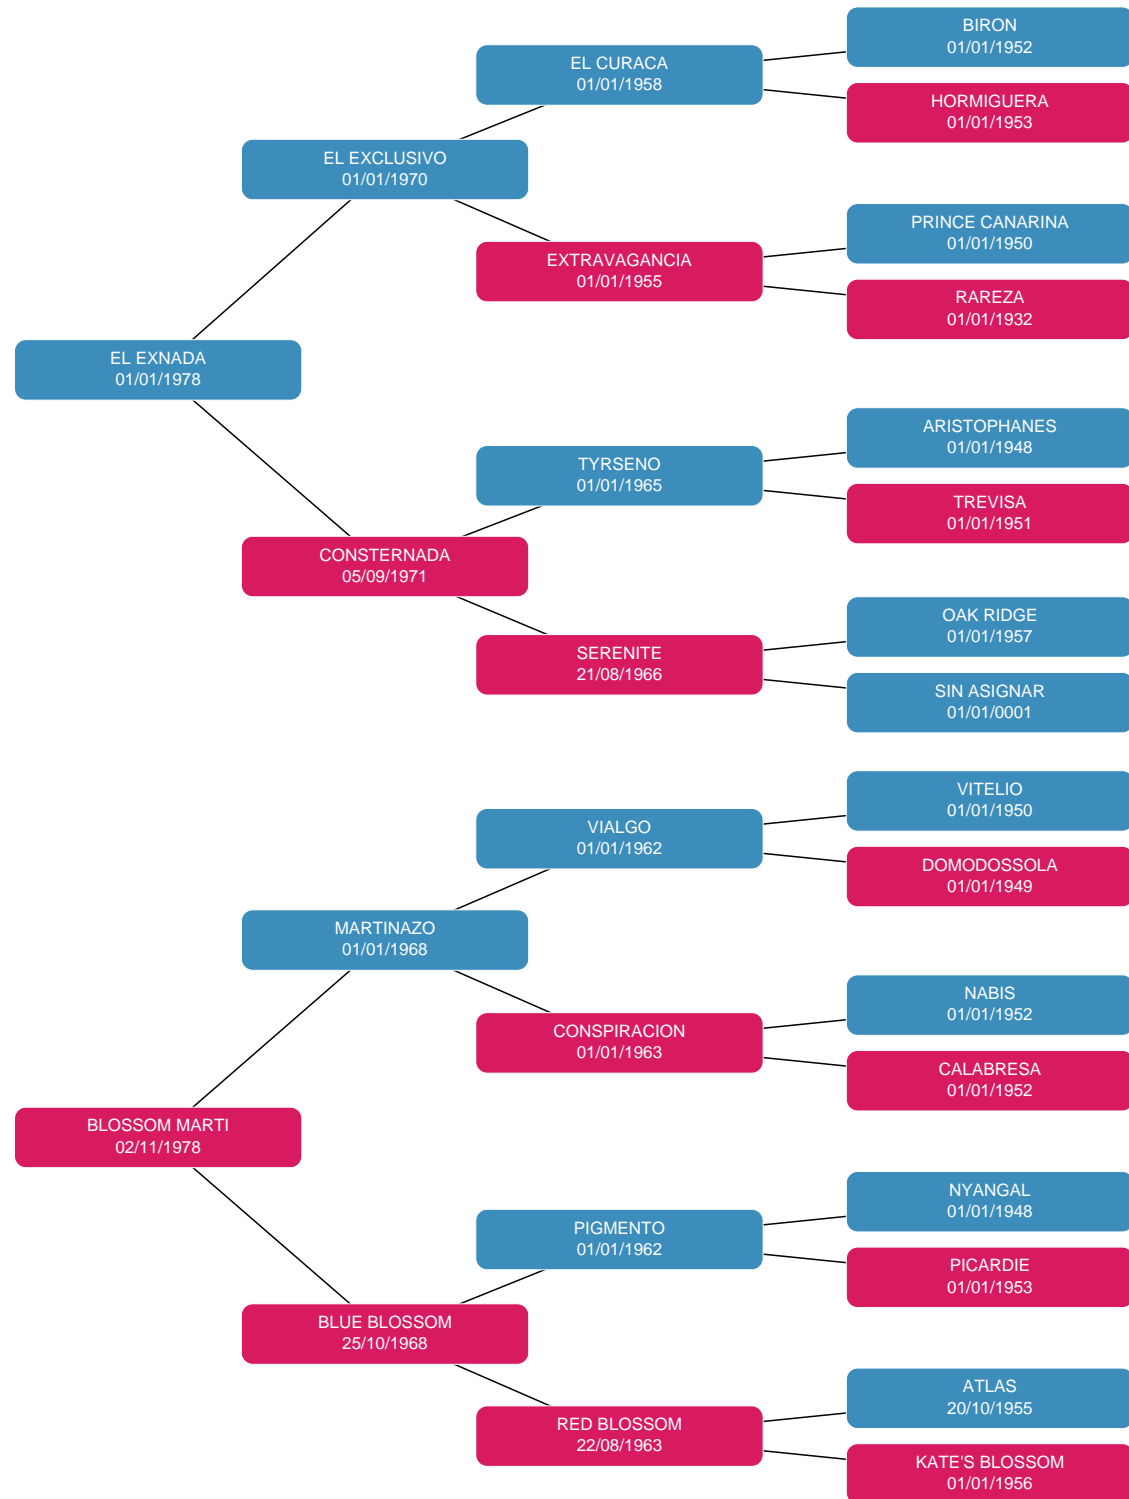 BIRON
01/01/1952
EL CURACA
01/01/1958
HORMIGUERA
01/01/1953
EL EXCLUSIVO
01/01/1970
PRINCE CANARINA
01/01/1950
EXTRAVAGANCIA
01/01/1955
RAREZA
01/01/1932
EL EXNADA
01/01/1978
ARISTOPHANES
01/01/1948
TYRSENO
01/01/1965
TREVISA
01/01/1951
CONSTERNADA
05/09/1971
OAK RIDGE
01/01/1957
SERENITE
21/08/1966
SIN ASIGNAR
01/01/0001
VITELIO
01/01/1950
VIALGO
01/01/1962
DOMODOSSOLA
01/01/1949
MARTINAZO
01/01/1968
NABIS
01/01/1952
CONSPIRACION
01/01/1963
CALABRESA
01/01/1952
BLOSSOM MARTI
02/11/1978
NYANGAL
01/01/1948
PIGMENTO
01/01/1962
PICARDIE
01/01/1953
BLUE BLOSSOM
25/10/1968
ATLAS
20/10/1955
RED BLOSSOM
22/08/1963
KATE'S BLOSSOM
01/01/1956